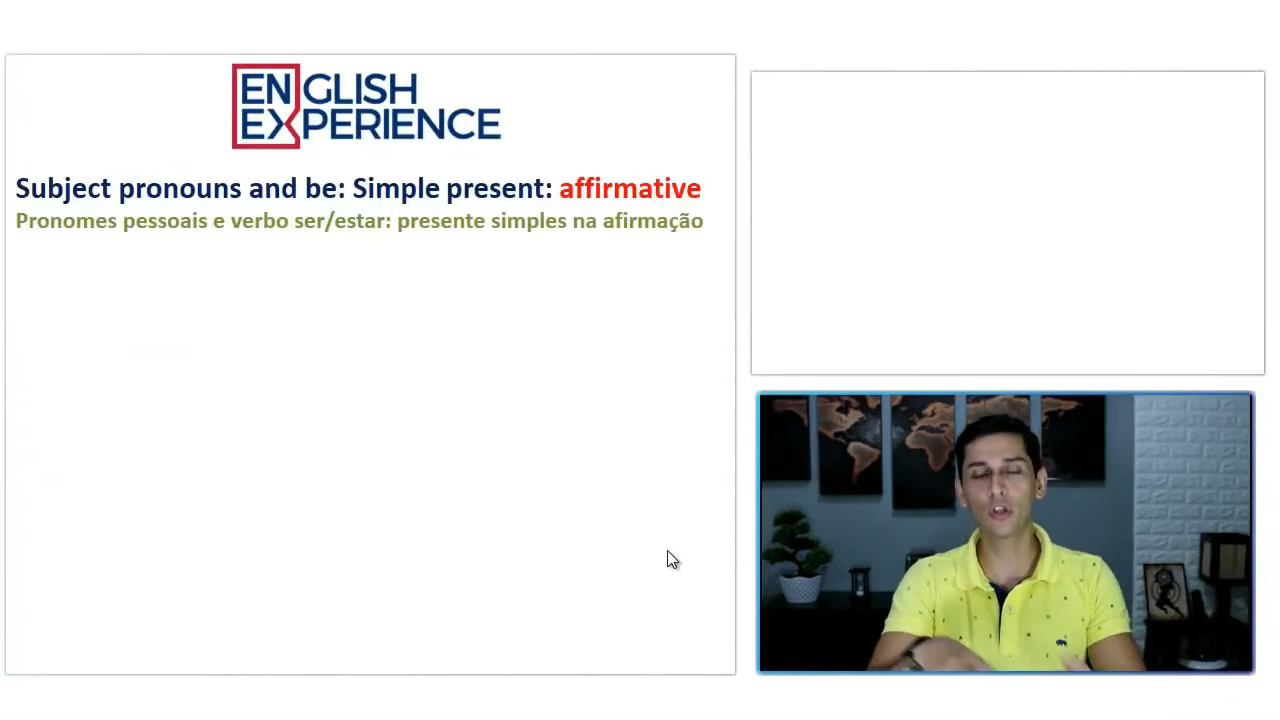 ENGLISH
EXPERIENCE
Subject pronouns and be: Simple present: affirmative
Pronomes pessoais e verbo ser/estar: presente simples na afirmação